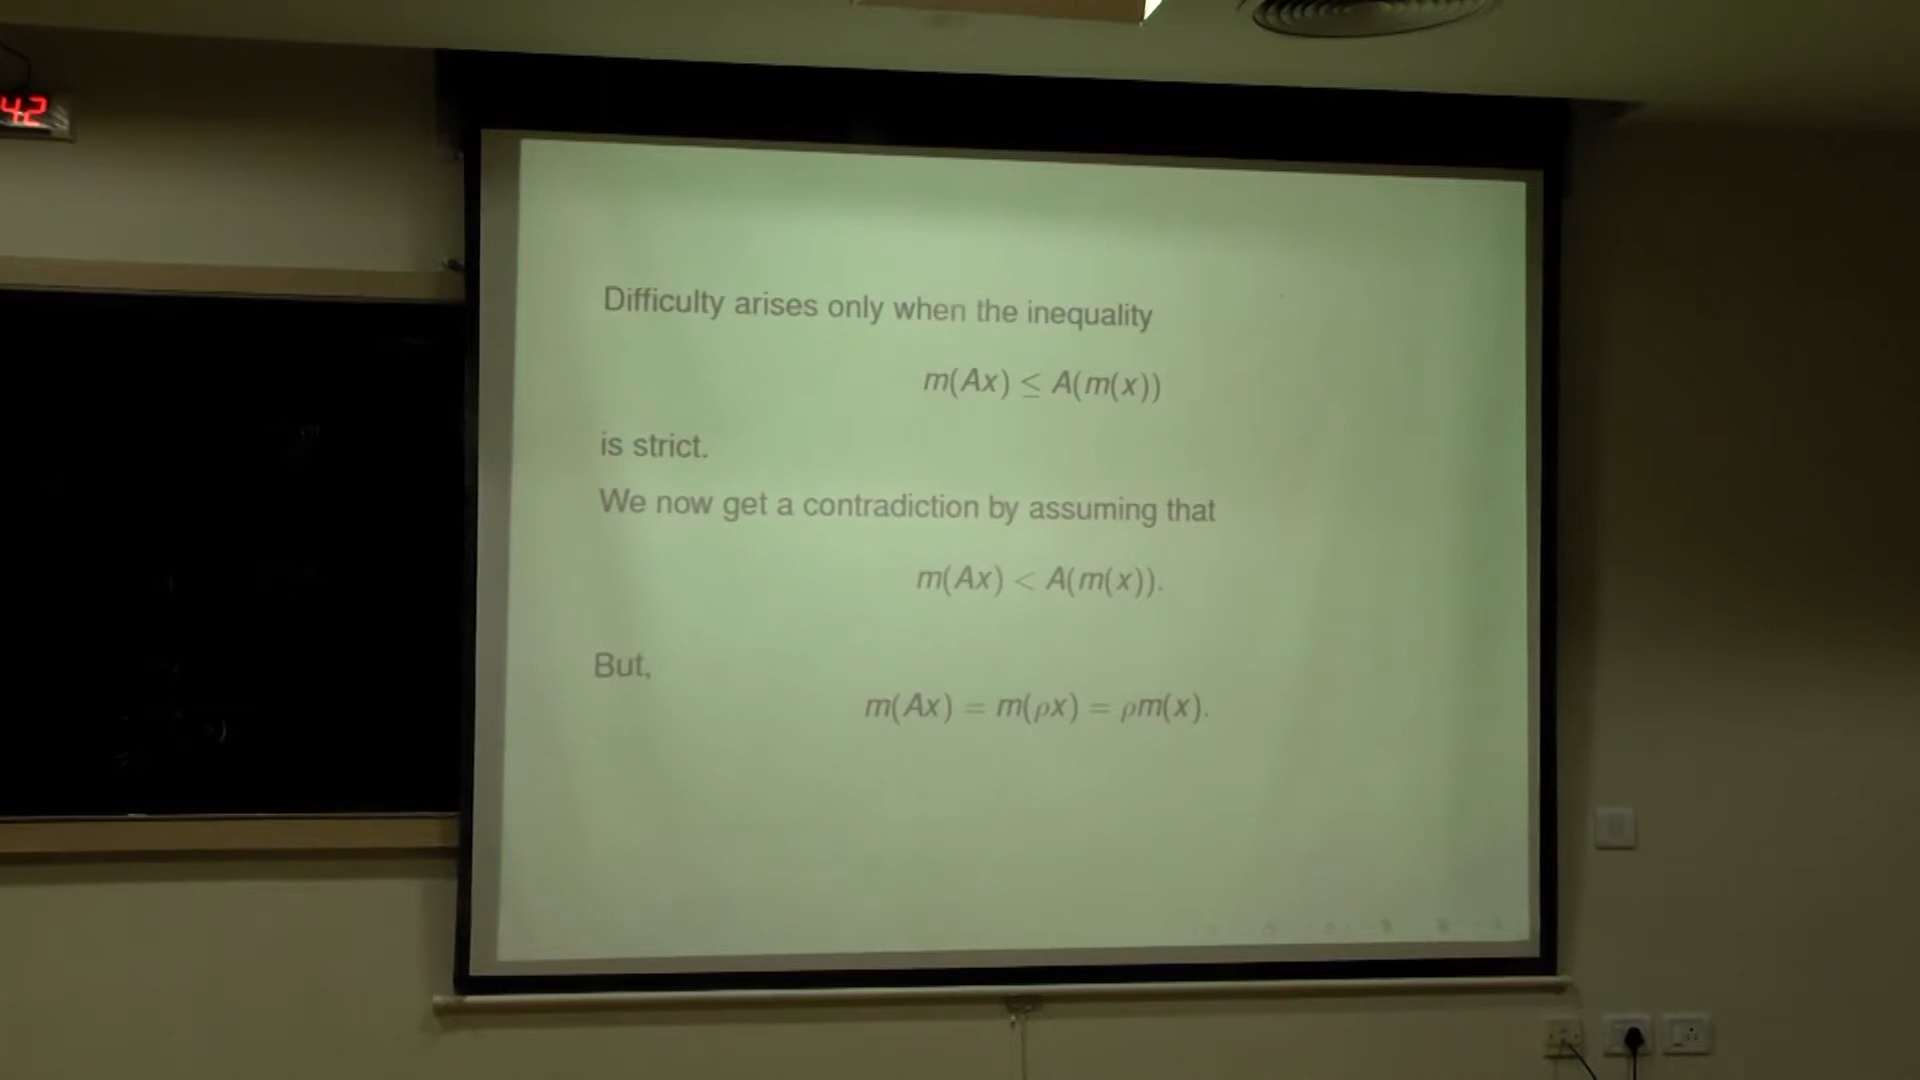 42
Difficulty arises only when the inequality
m(Ax) ≤ A(m(x))
is strict.
We now get a contradiction by assuming that
m(Ax) < A(m(x)).
But,
m(Ax) = m(ρx) = ρm(x).